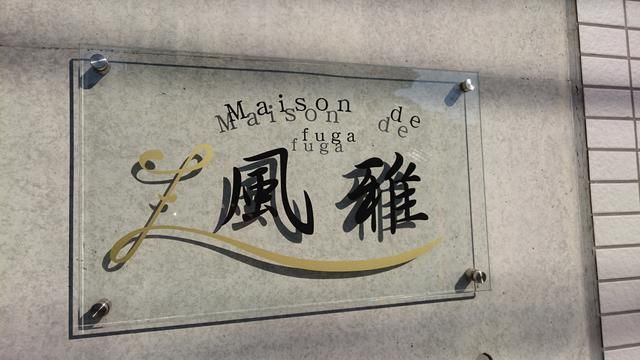 Maison de
fuga
風雅